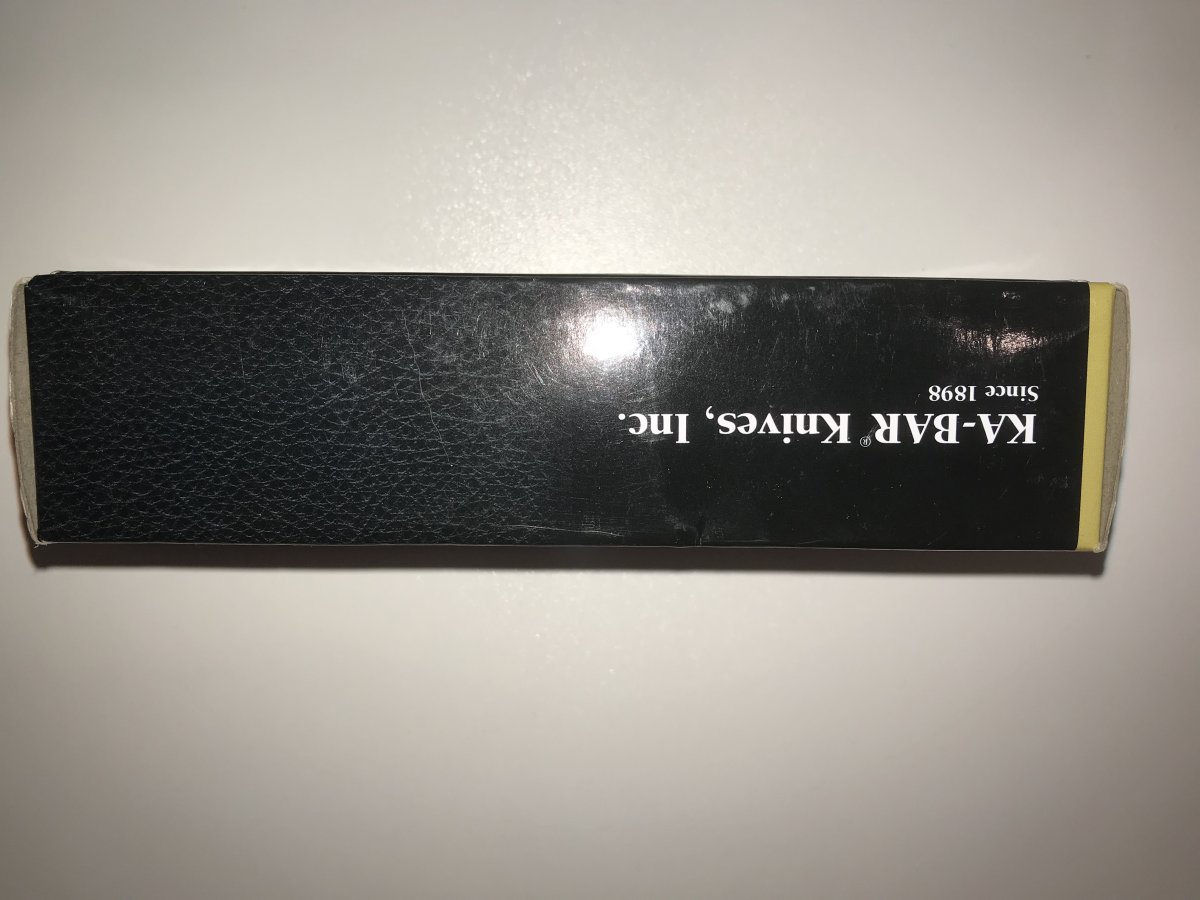 KA-BAR® Knives, Inc.
Since 1898